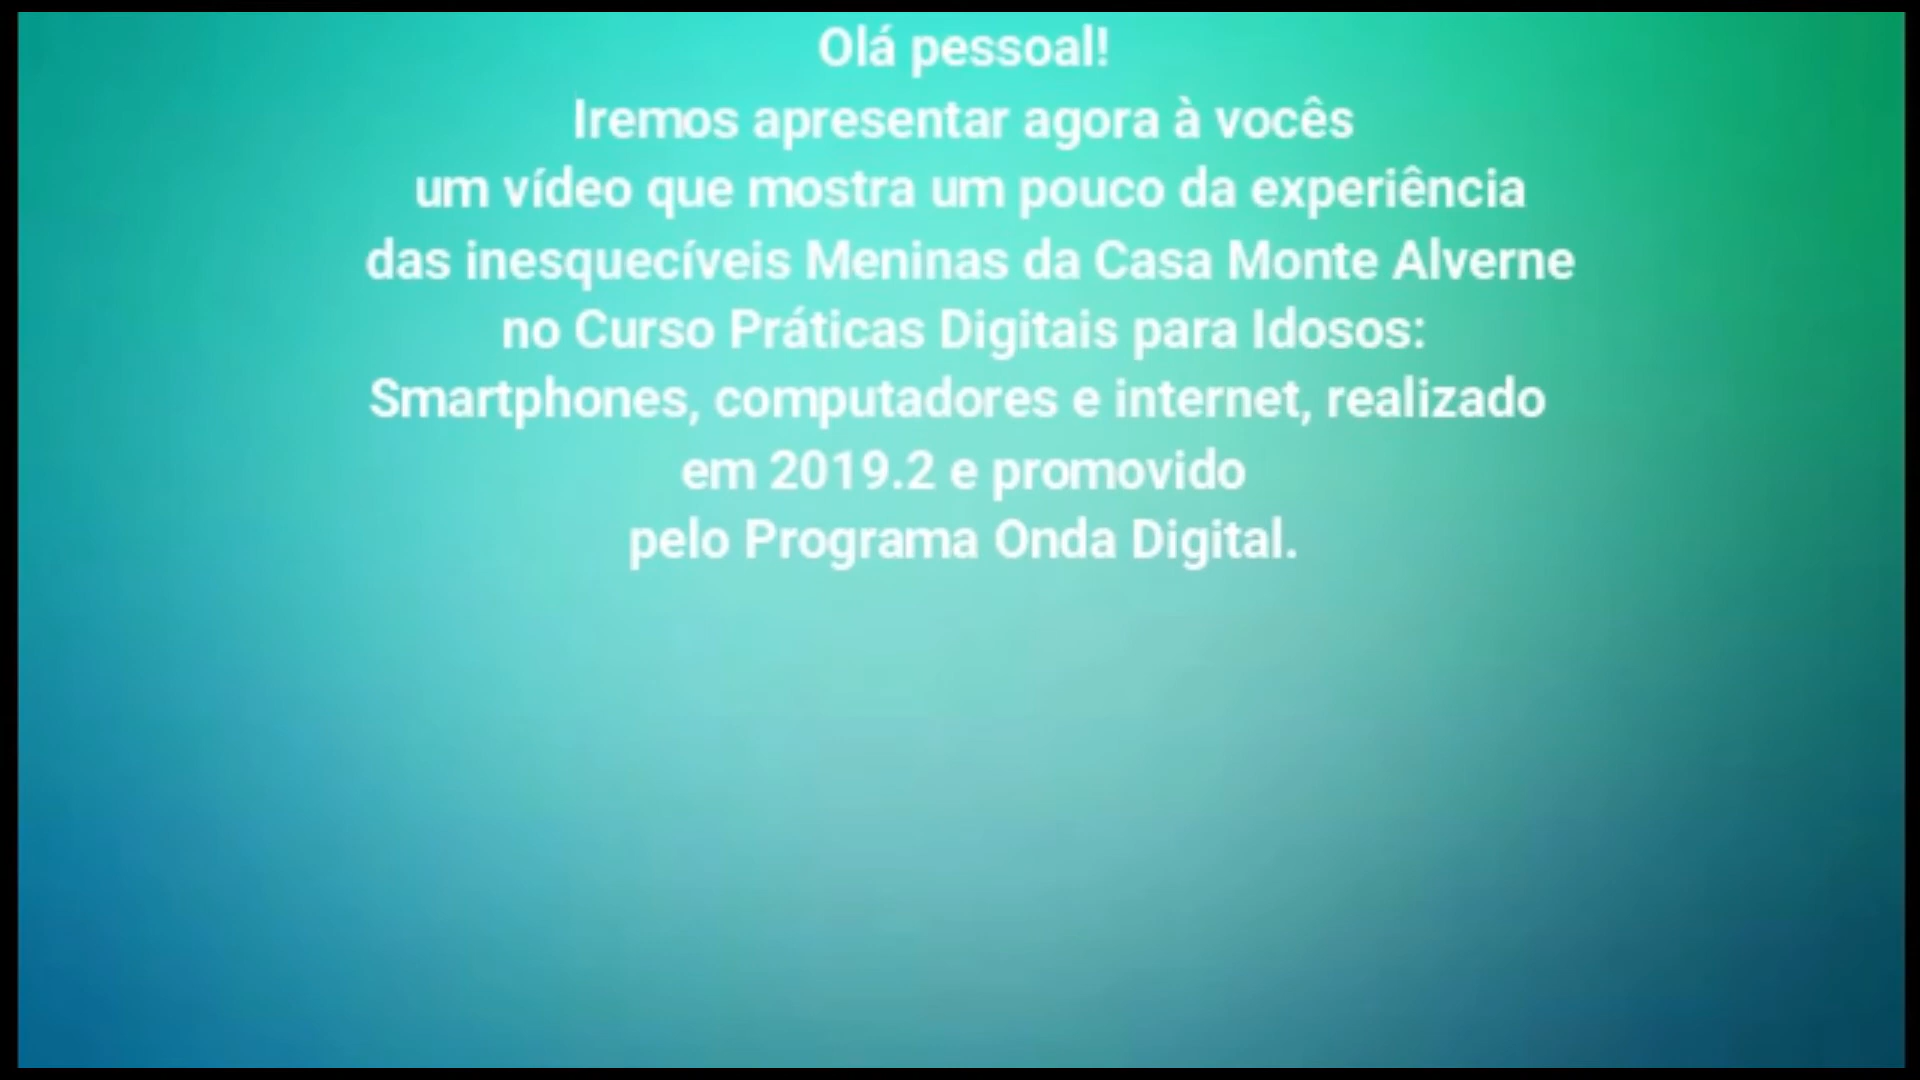 Olá pessoal!
Iremos apresentar agora à vocês
um vídeo que mostra um pouco da experiência
das inesquecíveis Meninas da Casa Monte Alverne
no Curso Práticas Digitais para Idosos:
Smartphones, computadores e internet, realizado
em 2019.2 e promovido
pelo Programa Onda Digital.